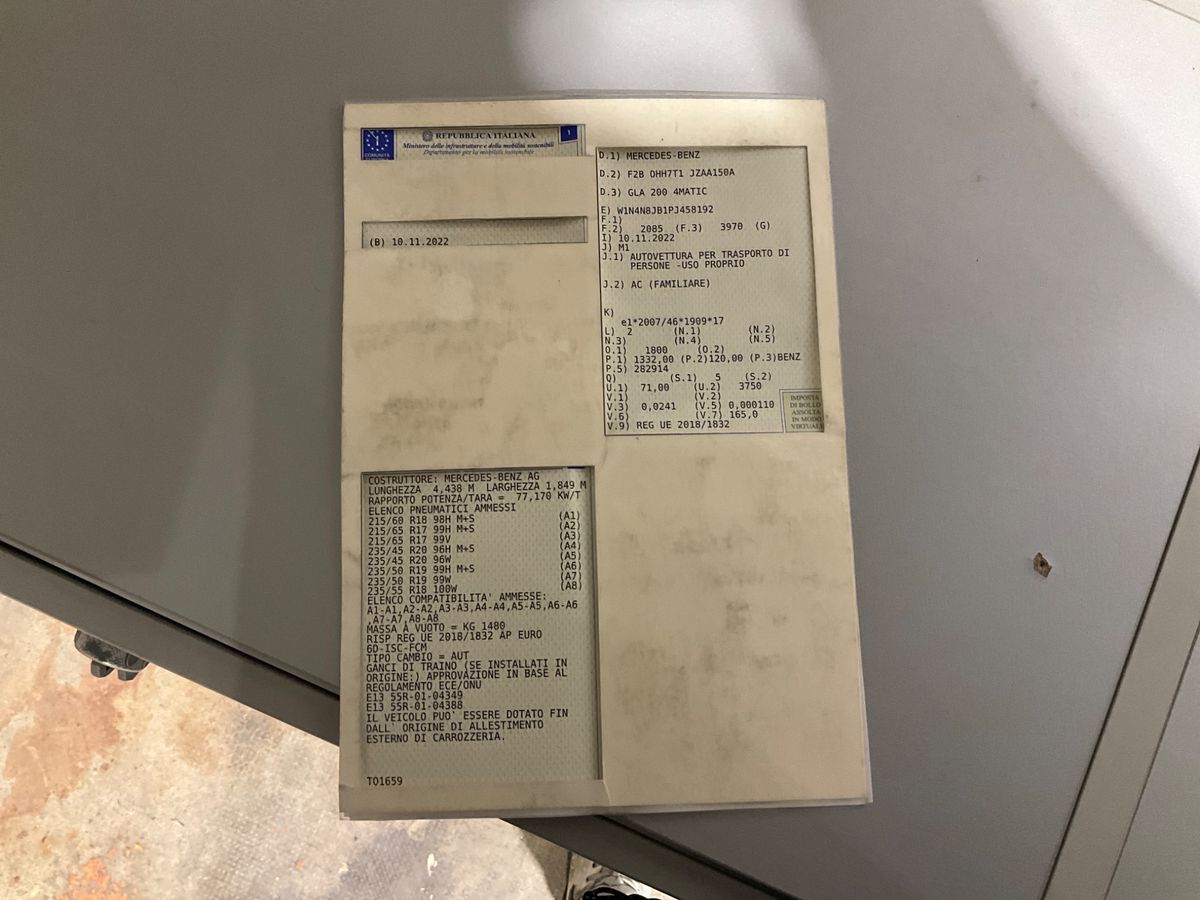 COMUNITÀ
REPUBBLICA ITALIANA
Ministero delle infrastrutture e della mobilità sostenibili
Dipartimento per la mobilità sostenibile
1
(B) 10.11.2022
D.1) MERCEDES-BENZ
D.2) F2B OHH7T1 JZAA150A
D.3) GLA 200 4MATIC
E) W1N4N8JB1PJ458192
F.1)
F.2) 2085 (F.3) 3970 (G)
I) 10.11.2022
J) M1
J.1) AUTOVETTURA PER TRASPORTO DI
PERSONE -USO PROPRIO
J.2) AC (FAMILIARE)
K)
e1*2007/46*1909*17
L) 2 (N.1) (N.2)
N.3) (N.4) (N.5)
O.1) 1800 (O.2)
P.1) 1332,00 (P.2)120,00 (P.3)BENZ
P.5) 282914
Q) (S.1) 5 (S.2)
U.1) 71,00 (U.2) 3750
V.1) (V.2)
V.3) 0,0241 (V.5) 0,000110
V.6) (V.7) 165,0
V.9) REG UE 2018/1832
IMPOSTA
DI BOLLO
ASSOLTA
IN MODO
VIRTUALE
COSTRUTTORE: MERCEDES-BENZ AG
LUNGHEZZA 4,438 M LARGHEZZA 1,849 M
RAPPORTO POTENZA/TARA = 77,170 KW/T
ELENCO PNEUMATICI AMMESSI
215/60 R18 98H M+S (A1)
215/65 R17 99H M+S (A2)
215/65 R17 99V (A3)
235/45 R20 96H M+S (A4)
235/45 R20 96W (A5)
235/50 R19 99H M+S (A6)
235/50 R19 99W (A7)
235/55 R18 100W (A8)
ELENCO COMPATIBILITA' AMMESSE:
A1-A1,A2-A2,A3-A3,A4-A4,A5-A5,A6-A6
,A7-A7,A8-A8
MASSA A VUOTO = KG 1480
RISP REG UE 2018/1832 AP EURO
6D-ISC-FCM
TIPO CAMBIO = AUT
GANCI DI TRAINO (SE INSTALLATI IN
ORIGINE:) APPROVAZIONE IN BASE AL
REGOLAMENTO ECE/ONU
E13 55R-01-04349
E13 55R-01-04388
IL VEICOLO PUO' ESSERE DOTATO FIN
DALL' ORIGINE DI ALLESTIMENTO
ESTERNO DI CARROZZERIA.
TO1659